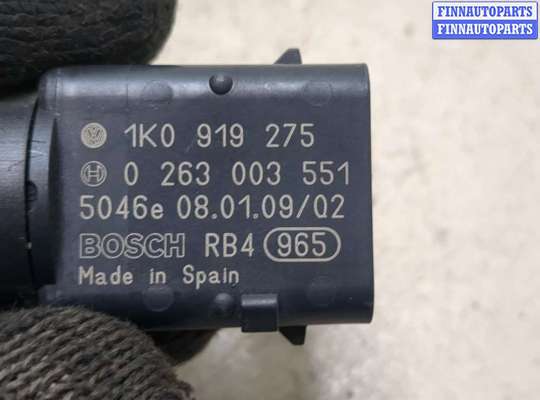 FINNAUTOPARTS
FINNAUTOPARTS
1K0 919 275
0 263 003 551
5046e 08.01.09/02
BOSCH RB4 965
Made in Spain